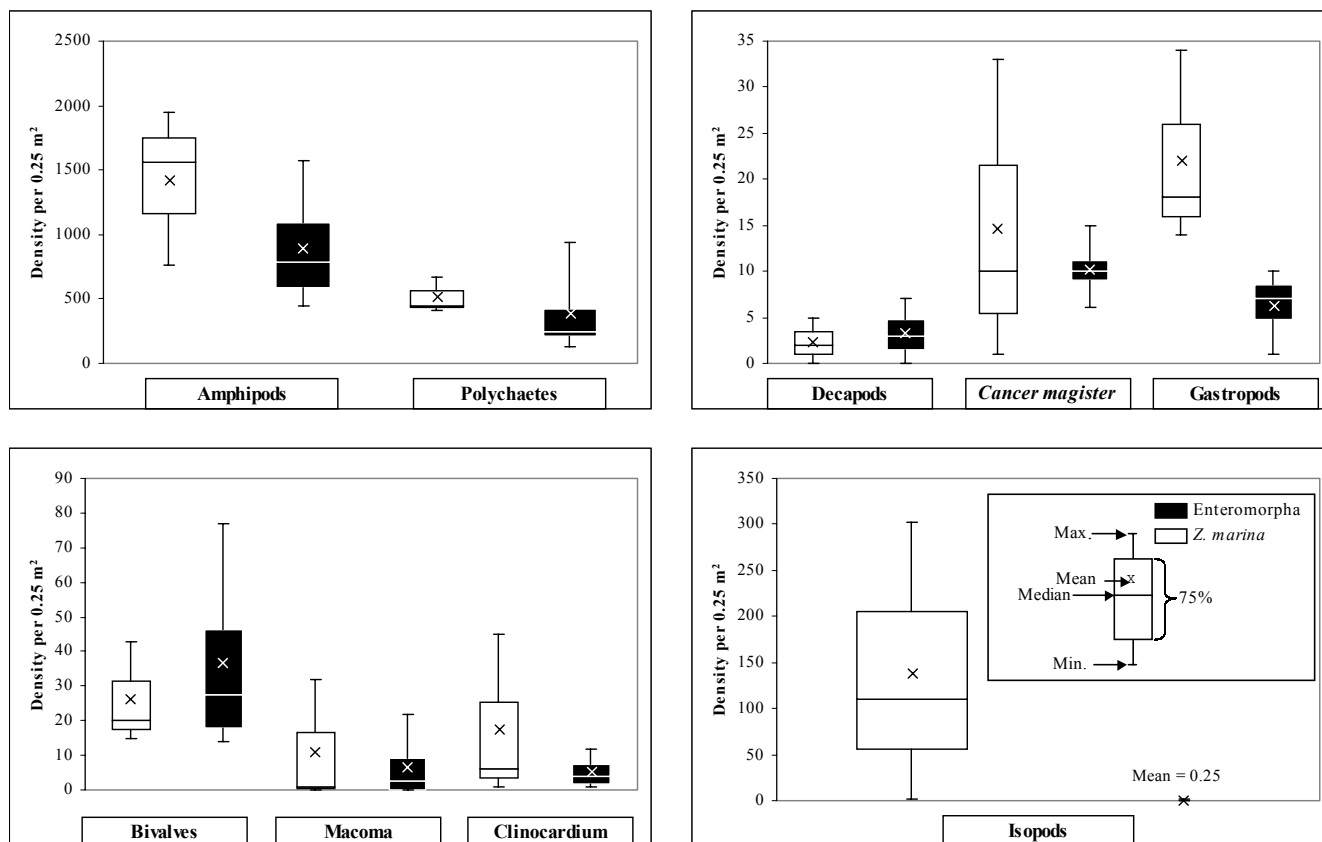 2500
2000
1500
1000
500
0
Density per 0.25 m²
Amphipods
Polychaetes
35
30
25
20
15
10
5
0
Density per 0.25 m²
Decapods
Cancer magister
Gastropods
90
80
70
60
50
40
30
20
10
0
Density per 0.25 m²
Bivalves
Macoma
Clinocardium
350
300
250
200
150
100
50
0
Density per 0.25 m²
Enteromorpha
Z. marina
Max.
Mean
x
Median
75%
Min.
Mean = 0.25
Isopods